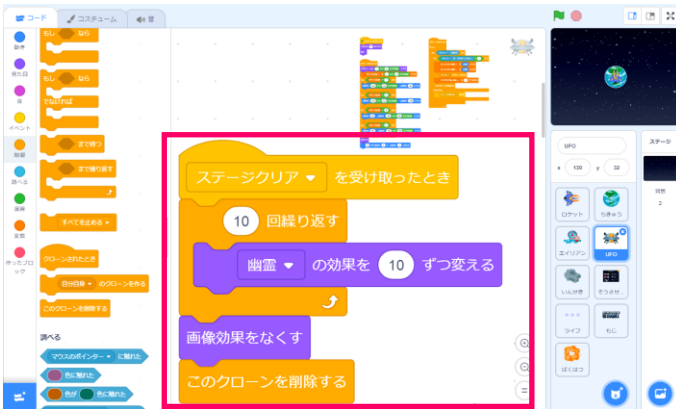 コード
コスチューム
音
動き
見た目
音
イベント
制御
調べる
演算
変数
作ったブロ
ック
もし なら
もし なら
でなければ
まで待つ
まで繰り返す
すべてを止める
クローンされたとき
自分自身 のクローンを作る
このクローンを削除する
調べる
マウスのポインター に触れた
色に触れた
色が 色に触れた
ステージクリア を受け取ったとき
10 回繰り返す
幽霊 の効果を 10 ずつ変える
画像効果をなくす
このクローンを削除する
UFO
ステージ
x 100 y 32
背景
2
ロケット
ちきゅう
エイリアン
UFO
いんせき
そうさせ...
ライフ
もじ
ばくはつ